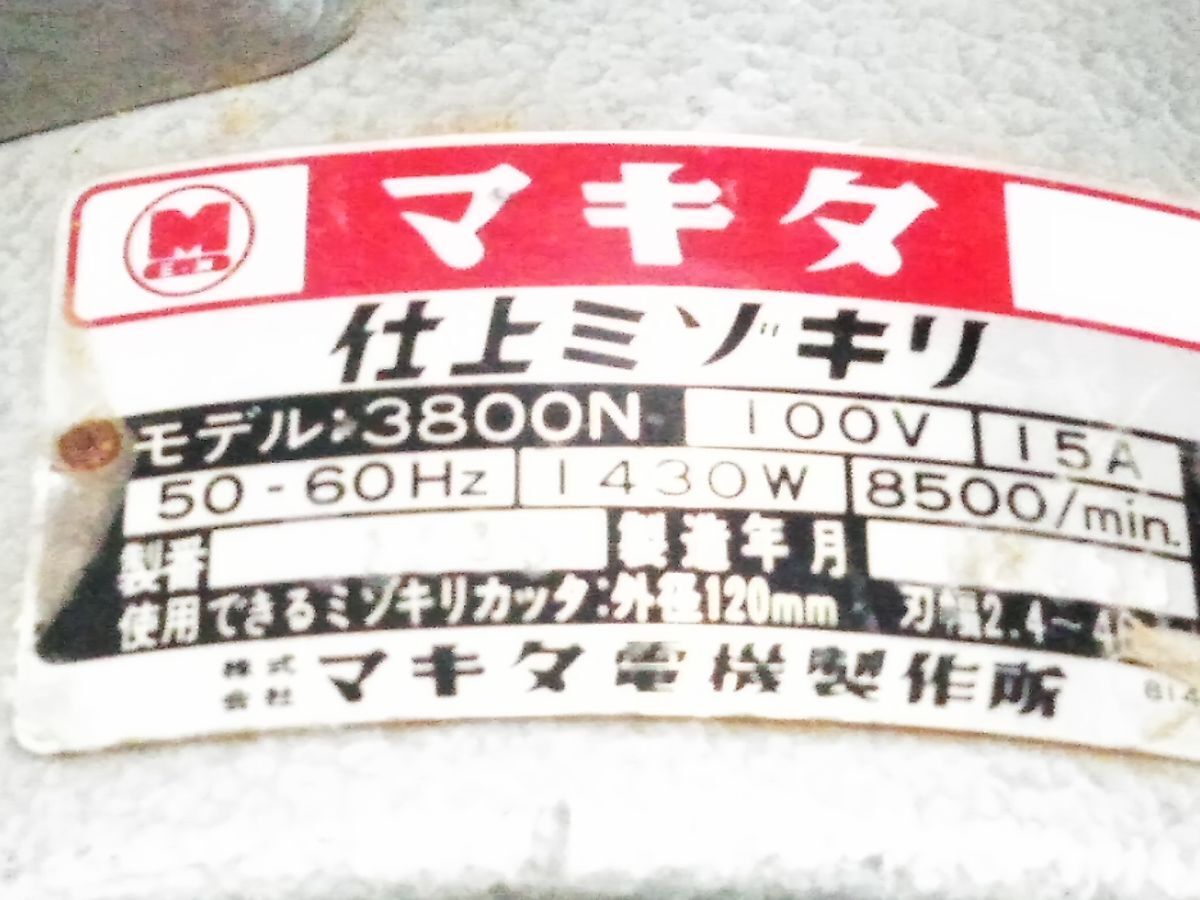 マキタ
仕上ミゾキリ
モデル:3800N 100V 15A
50-60Hz 1430W 8500/min.
製番 製造年月
使用できるミゾキリカッタ:外径120mm 刃幅2.4~4
株式会社 マキタ電機製作所
814